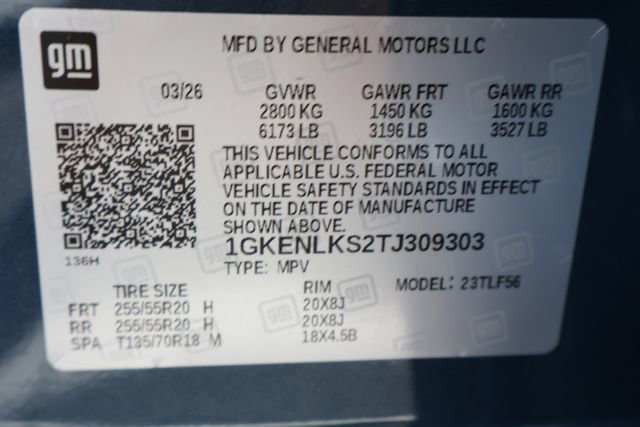 gm
MFD BY GENERAL MOTORS LLC
03/26 GVWR GAWR FRT GAWR RR
2800 KG 1450 KG 1600 KG
6173 LB 3196 LB 3527 LB
THIS VEHICLE CONFORMS TO ALL
APPLICABLE U.S. FEDERAL MOTOR
VEHICLE SAFETY STANDARDS IN EFFECT
ON THE DATE OF MANUFACTURE
SHOWN ABOVE.
136H
1GKENLKS2TJ309303
TYPE: MPV MODEL: 23TLF56
TIRE SIZE RIM
FRT 255/55R20 H 20X8J
RR 255/55R20 H 20X8J
SPA T135/70R18 M 18X4.5B